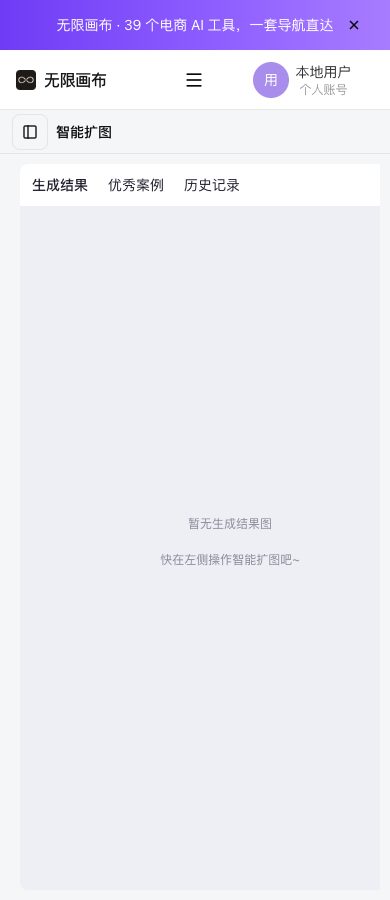 无限画布 · 39 个电商 AI 工具，一套导航直达 ✕
无限画布
用
本地用户
个人账号
智能扩图
生成结果 优秀案例 历史记录
暂无生成结果图
快在左侧操作智能扩图吧~